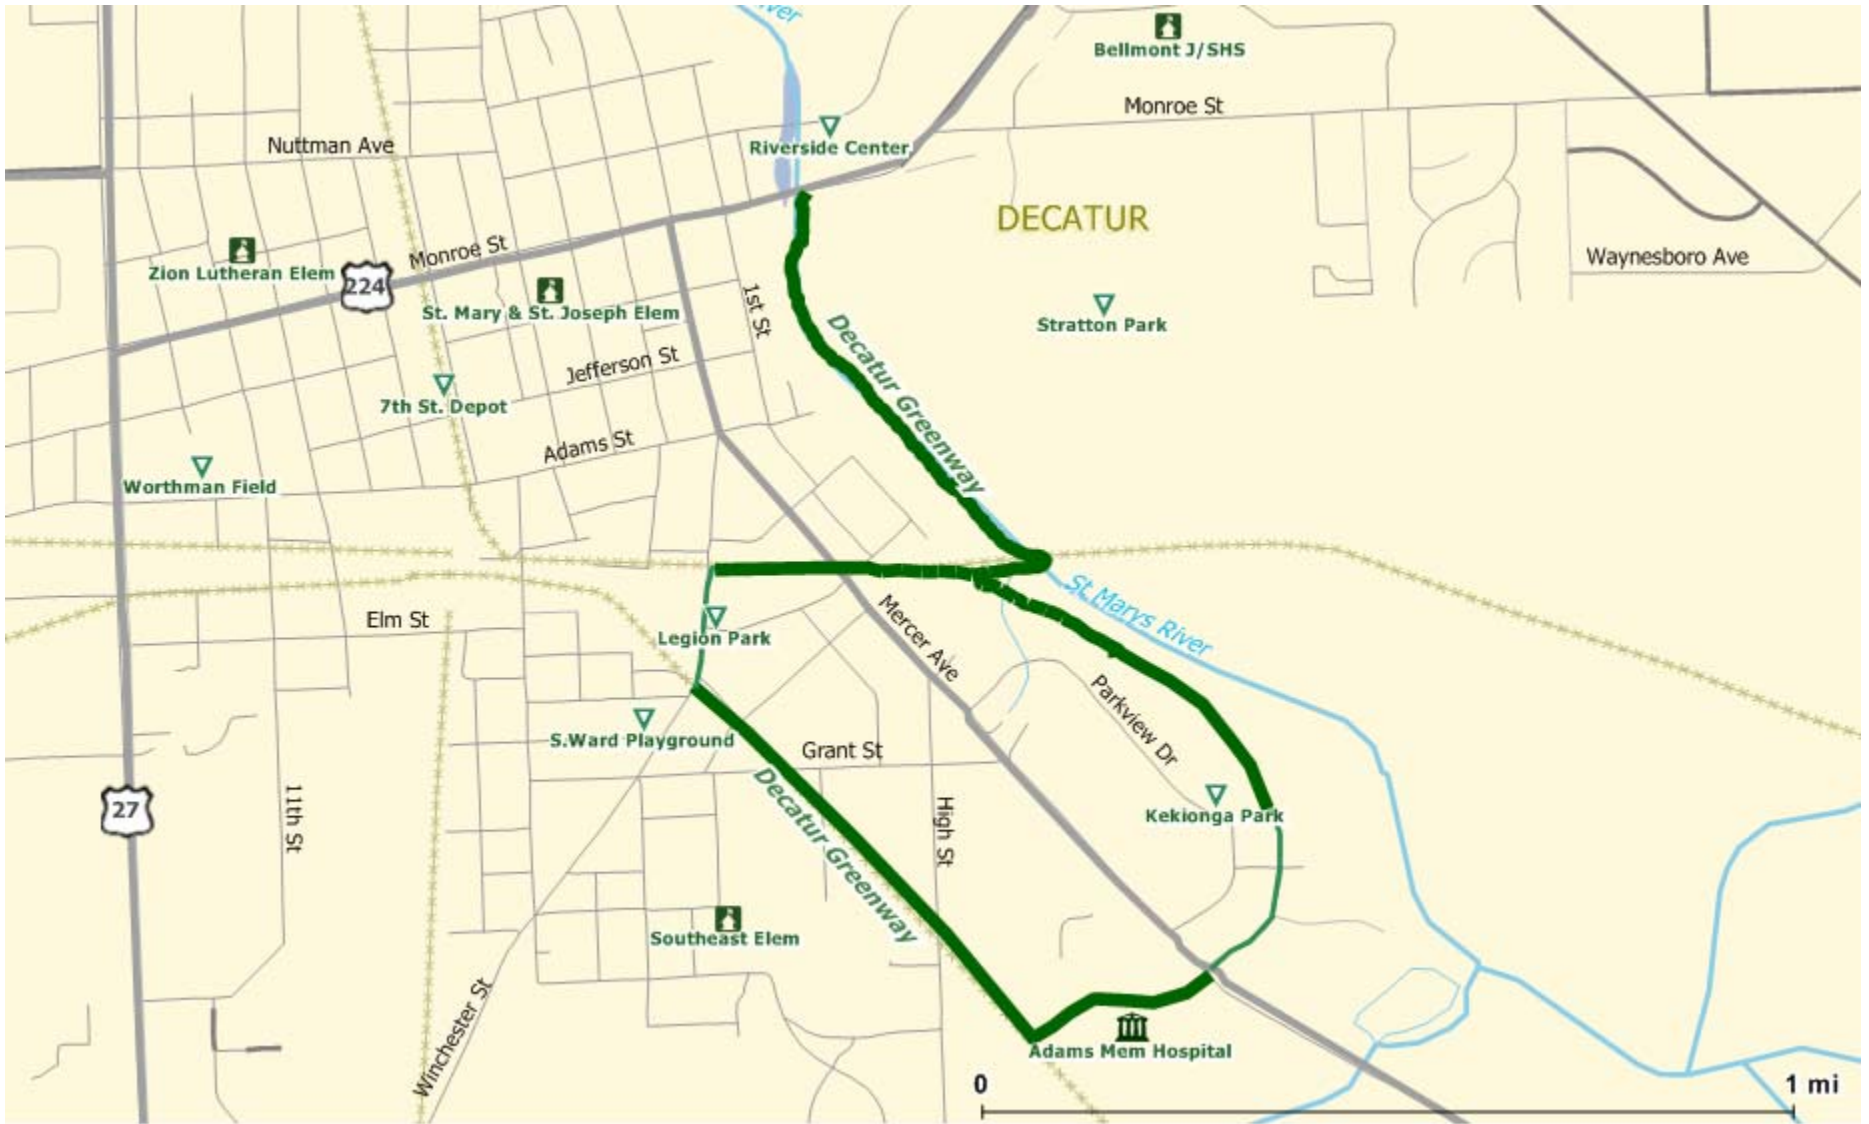 Bellmont J/SHS
Monroe St
Nuttman Ave
Riverside Center
DECATUR
Monroe St
Zion Lutheran Elem
224
Waynesboro Ave
St. Mary & St. Joseph Elem
1st St
Stratton Park
Decatur Greenway
Jefferson St
7th St. Depot
Adams St
Worthman Field
St Marys River
Elm St
Legion Park
Mercer Ave
Parkview Dr
S.Ward Playground
Grant St
Decatur Greenway
27
11th St
High St
Kekionga Park
Southeast Elem
Winchester St
Adams Mem Hospital
0
1 mi